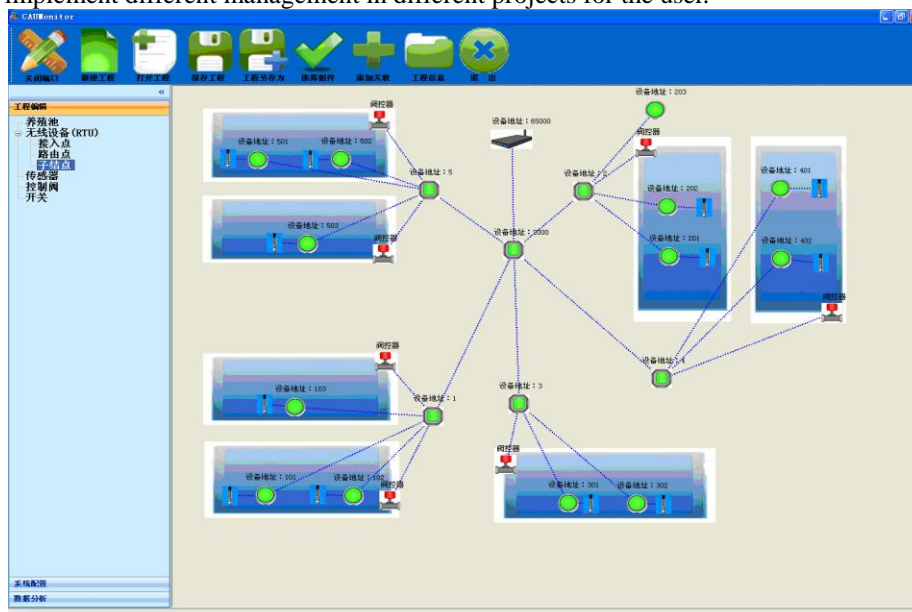 implement different management in different projects for the user.
CAUMonitor
关闭端口 新建工程 打开工程 保存工程 工程另存为 选择组件 添加关联 工程信息 退 出
«
工程编辑
养殖池
无线设备(RTU)
接入点
路由点
子结点
传感器
控制阀
开关
系统配置
数据分析
设备地址:203
阀控器
设备地址:65000
阀控器
设备地址:501
设备地址:502
设备地址:5
设备地址:2
设备地址:401
设备地址:202
设备地址:503
阀控器
设备地址:2000
设备地址:201
设备地址:402
阀控器
阀控器
设备地址:4
设备地址:103
设备地址:1
设备地址:3
阀控器
设备地址:101
设备地址:102
阀控器
设备地址:301
设备地址:302